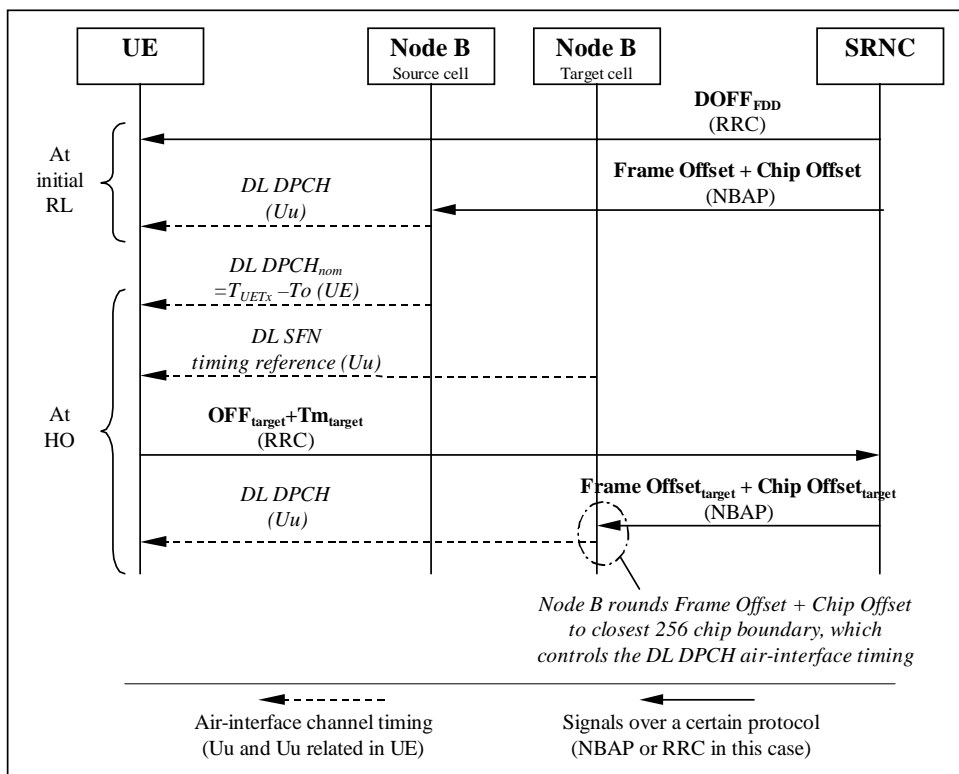 UE
Node B
Source cell
Node B
Target cell
SRNC
DOFF_FDD
(RRC)
At
initial
RL
Frame Offset + Chip Offset
(NBAP)
DL DPCH
(Uu)
DL DPCH_nom
=T_UETx –To (UE)
DL SFN
timing reference (Uu)
At
HO
OFF_target+Tm_target
(RRC)
Frame Offset_target + Chip Offset_target
(NBAP)
DL DPCH
(Uu)
Node B rounds Frame Offset + Chip Offset
to closest 256 chip boundary, which
controls the DL DPCH air-interface timing
Air-interface channel timing
(Uu and Uu related in UE)
Signals over a certain protocol
(NBAP or RRC in this case)